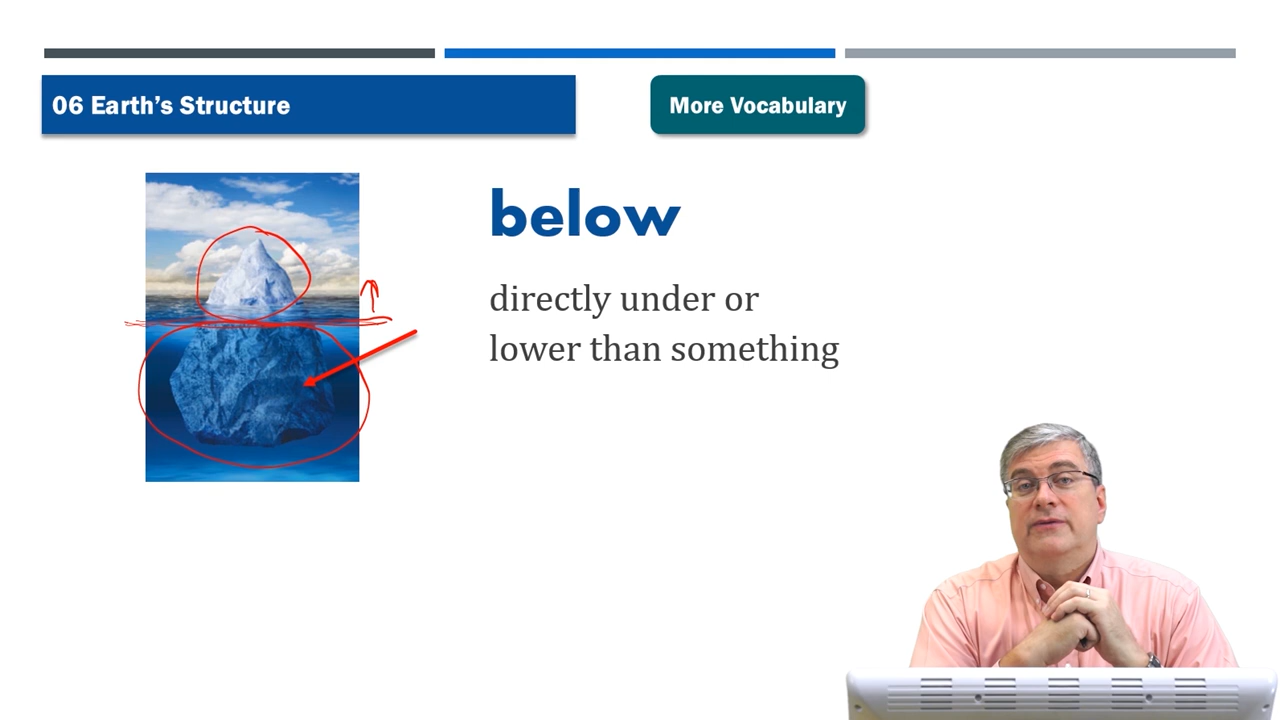 06 Earth's Structure
More Vocabulary
below
directly under or
lower than something